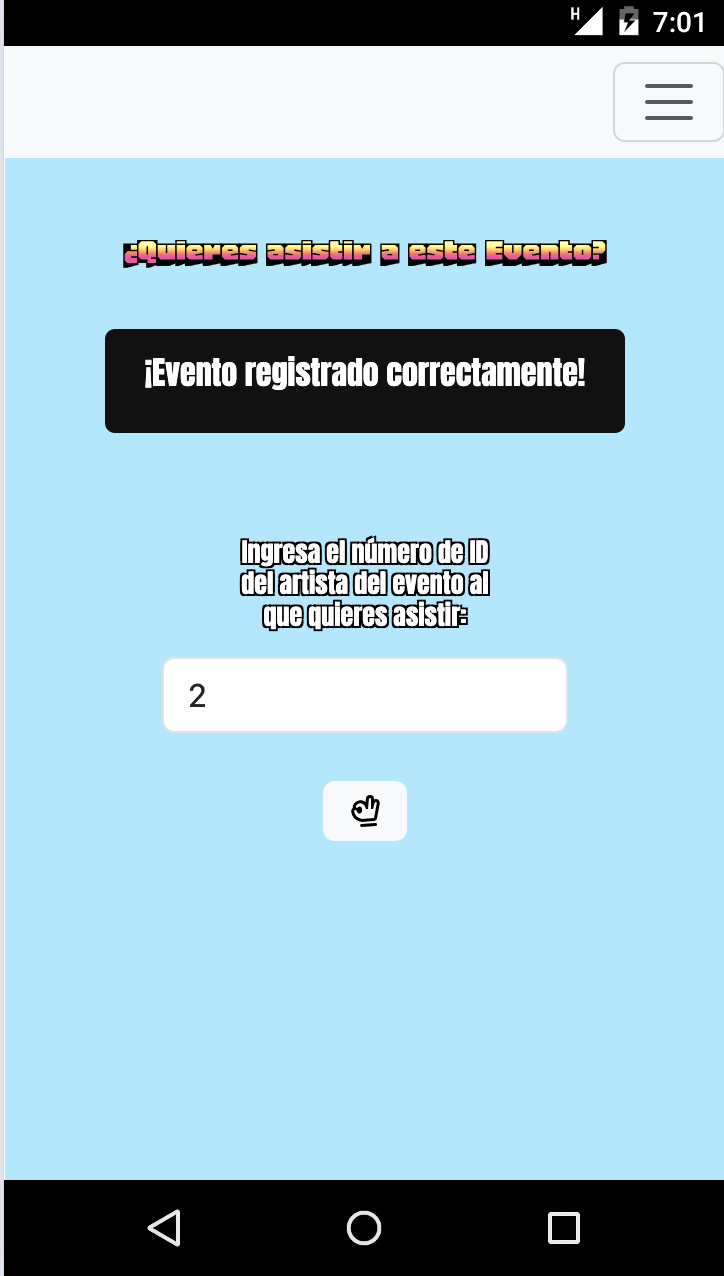 H 7:01
¿Quieres asistir a este Evento?
¡Evento registrado correctamente!
Ingresa el número de ID
del artista del evento al
que quieres asistir:
2